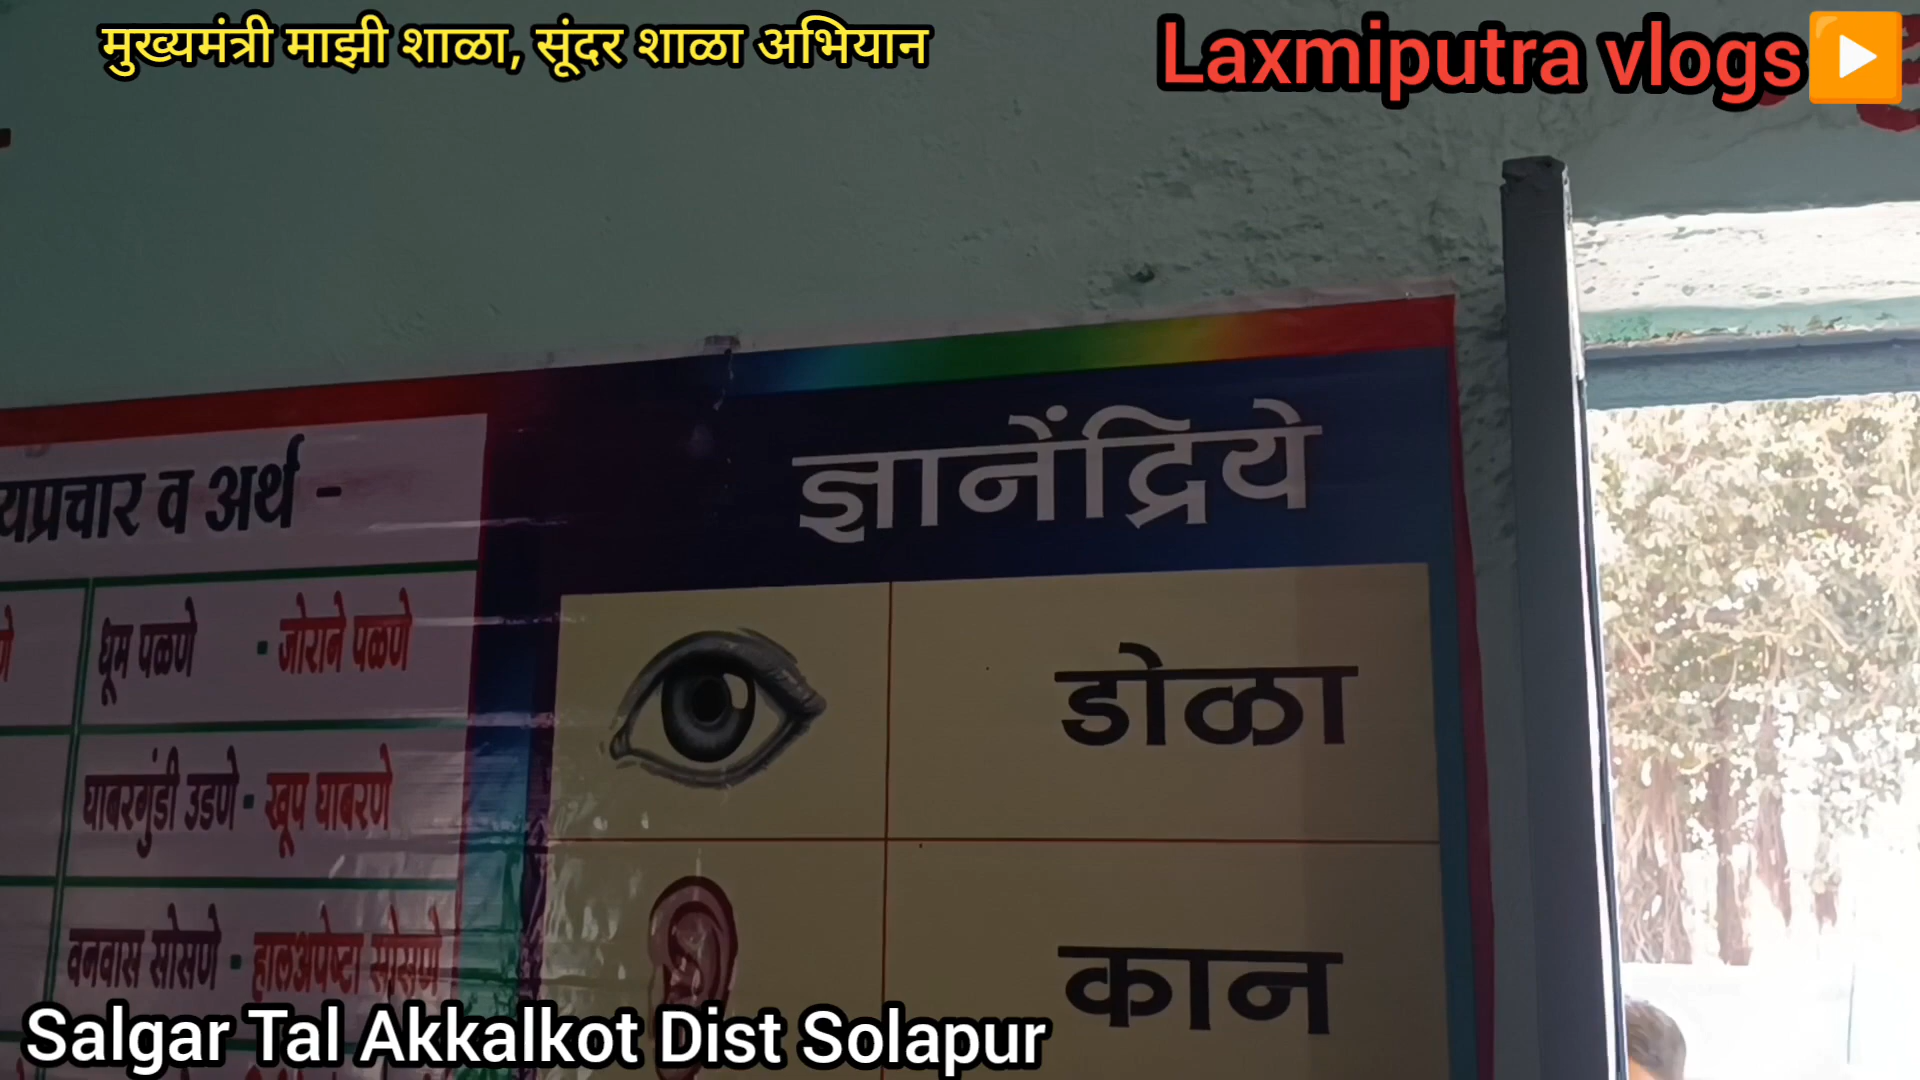 मुख्यमंत्री माझी शाळा, सूंदर शाळा अभियान
Laxmiputra vlogs
यप्रचार व अर्थ -
धूम पळणे - जोराने पळणे
घाबरगुंडी उडणे - खूप घाबरणे
वनवास सोसणे - हालअपेष्टा सोसणे
ज्ञानेंद्रिये
डोळा
कान
Salgar Tal Akkalkot Dist Solapur